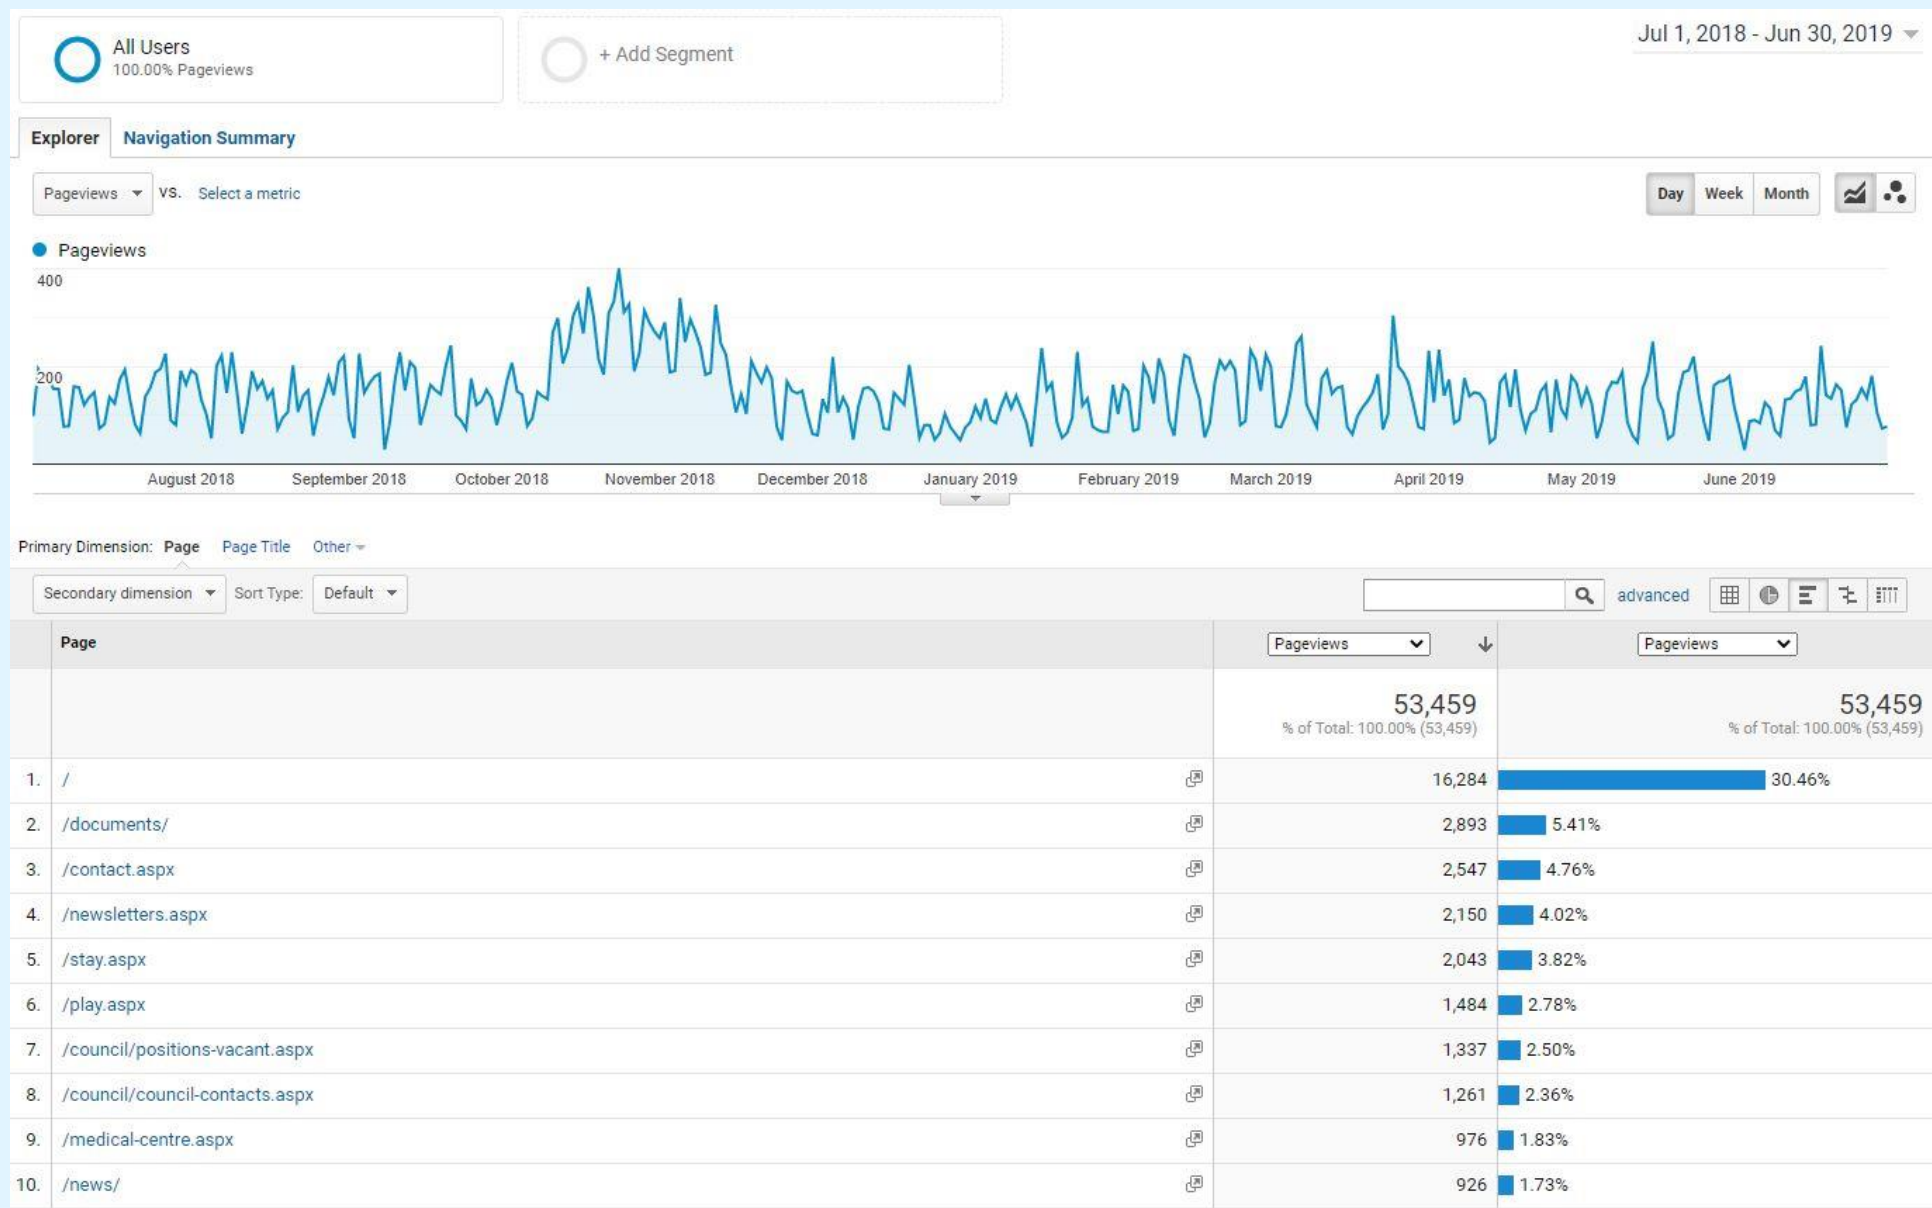 All Users
100.00% Pageviews
+ Add Segment
Jul 1, 2018 - Jun 30, 2019
Explorer Navigation Summary
Pageviews VS. Select a metric
Day Week Month
Pageviews
400
200
August 2018 September 2018 October 2018 November 2018 December 2018 January 2019 February 2019 March 2019 April 2019 May 2019 June 2019
Primary Dimension: Page Page Title Other
Secondary dimension Sort Type: Default advanced
Page Pageviews Pageviews
53,459 53,459
% of Total: 100.00% (53,459) % of Total: 100.00% (53,459)
1. / 16,284 30.46%
2. /documents/ 2,893 5.41%
3. /contact.aspx 2,547 4.76%
4. /newsletters.aspx 2,150 4.02%
5. /stay.aspx 2,043 3.82%
6. /play.aspx 1,484 2.78%
7. /council/positions-vacant.aspx 1,337 2.50%
8. /council/council-contacts.aspx 1,261 2.36%
9. /medical-centre.aspx 976 1.83%
10. /news/ 926 1.73%